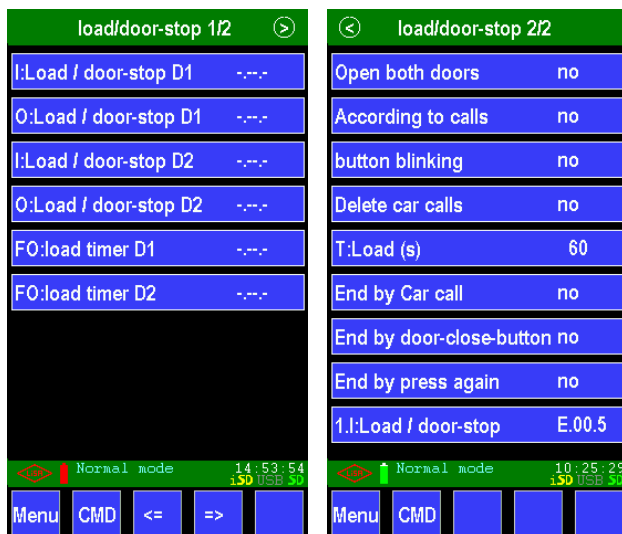 load/door-stop 1/2 >
I:Load / door-stop D1 -.--.-
O:Load / door-stop D1 -.--.-
I:Load / door-stop D2 -.--.-
O:Load / door-stop D2 -.--.-
FO:load timer D1 -.--.-
FO:load timer D2 -.--.-
Normal mode 14:53:54
iSD USB SD
Menu CMD <= =>
< load/door-stop 2/2
Open both doors no
According to calls no
button blinking no
Delete car calls no
T:Load (s) 60
End by Car call no
End by door-close-button no
End by press again no
1.I:Load / door-stop E.00.5
Normal mode 10:25:29
iSD USB SD
Menu CMD